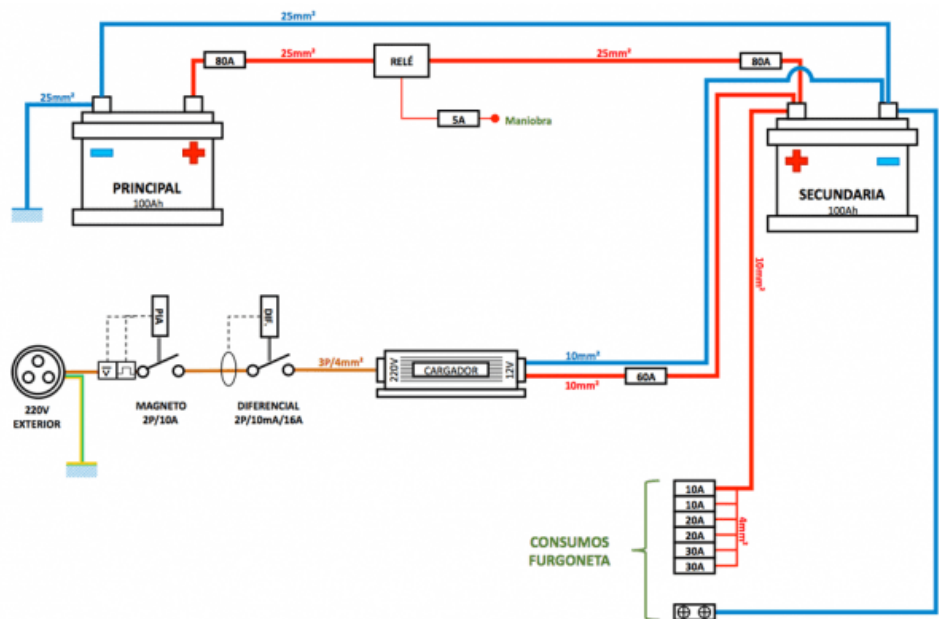 25mm²
25mm²
80A
25mm²
RELÉ
25mm²
80A
5A
Maniobra
PRINCIPAL
100Ah
SECUNDARIA
100Ah
10mm²
PIA
DIF.
3P/4mm²
220V
CARGADOR
12V
10mm²
10mm²
60A
220V
EXTERIOR
MAGNETO
2P/10A
DIFERENCIAL
2P/10mA/16A
CONSUMOS
FURGONETA
10A
10A
20A
20A
30A
30A
4mm²